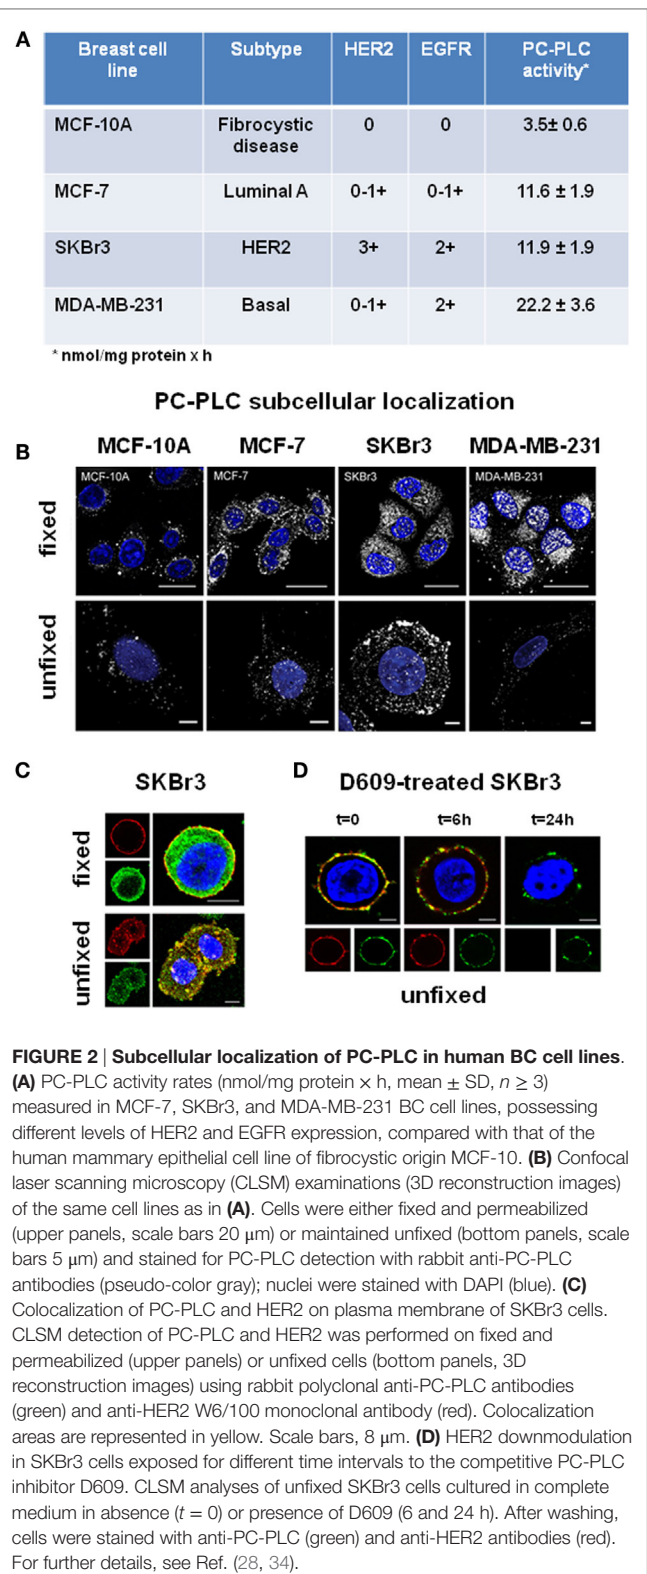 A
Breast cell line
Subtype
HER2
EGFR
PC-PLC activity*
MCF-10A
Fibrocystic disease
0
0
3.5± 0.6
MCF-7
Luminal A
0-1+
0-1+
11.6 ± 1.9
SKBr3
HER2
3+
2+
11.9 ± 1.9
MDA-MB-231
Basal
0-1+
2+
22.2 ± 3.6
* nmol/mg protein x h
PC-PLC subcellular localization
B
MCF-10A MCF-7 SKBr3 MDA-MB-231
fixed
MCF-10A
MCF-7
SKBr3
MDA-MB-231
unfixed
C
SKBr3
fixed
unfixed
D
D609-treated SKBr3
t=0 t=6h t=24h
unfixed
FIGURE 2 | Subcellular localization of PC-PLC in human BC cell lines.
(A) PC-PLC activity rates (nmol/mg protein × h, mean ± SD, n ≥ 3)
measured in MCF-7, SKBr3, and MDA-MB-231 BC cell lines, possessing
different levels of HER2 and EGFR expression, compared with that of the
human mammary epithelial cell line of fibrocystic origin MCF-10. (B) Confocal
laser scanning microscopy (CLSM) examinations (3D reconstruction images)
of the same cell lines as in (A). Cells were either fixed and permeabilized
(upper panels, scale bars 20 μm) or maintained unfixed (bottom panels, scale
bars 5 μm) and stained for PC-PLC detection with rabbit anti-PC-PLC
antibodies (pseudo-color gray); nuclei were stained with DAPI (blue). (C)
Colocalization of PC-PLC and HER2 on plasma membrane of SKBr3 cells.
CLSM detection of PC-PLC and HER2 was performed on fixed and
permeabilized (upper panels) or unfixed cells (bottom panels, 3D
reconstruction images) using rabbit polyclonal anti-PC-PLC antibodies
(green) and anti-HER2 W6/100 monoclonal antibody (red). Colocalization
areas are represented in yellow. Scale bars, 8 μm. (D) HER2 downmodulation
in SKBr3 cells exposed for different time intervals to the competitive PC-PLC
inhibitor D609. CLSM analyses of unfixed SKBr3 cells cultured in complete
medium in absence (t = 0) or presence of D609 (6 and 24 h). After washing,
cells were stained with anti-PC-PLC (green) and anti-HER2 antibodies (red).
For further details, see Ref. (28, 34).